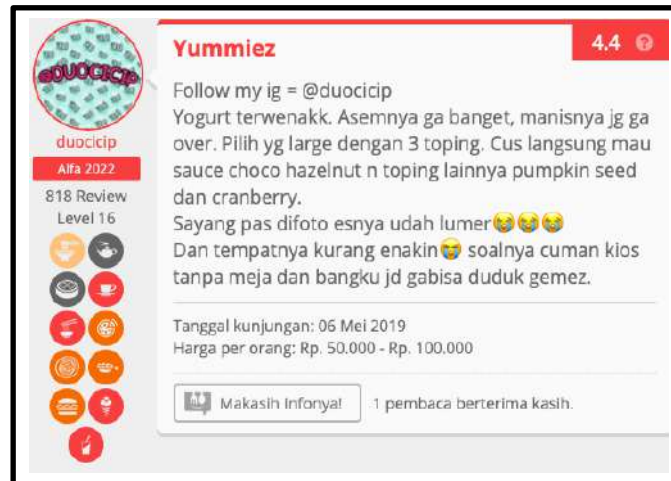 @DUOCICIP
duocicip
Alfa 2022
818 Review
Level 16
Yummiez
4.4 ?
Follow my ig = @duocicip
Yogurt terwenakk. Asemnya ga banget, manisnya jg ga
over. Pilih yg large dengan 3 toping. Cus langsung mau
sauce choco hazelnut n toping lainnya pumpkin seed
dan cranberry.
Sayang pas difoto esnya udah lumer😭😭😭
Dan tempatnya kurang enakin😭 soalnya cuman kios
tanpa meja dan bangku jd gabisa duduk gemez.
Tanggal kunjungan: 06 Mei 2019
Harga per orang: Rp. 50.000 - Rp. 100.000
Makasih Infonya!
1 pembaca berterima kasih.